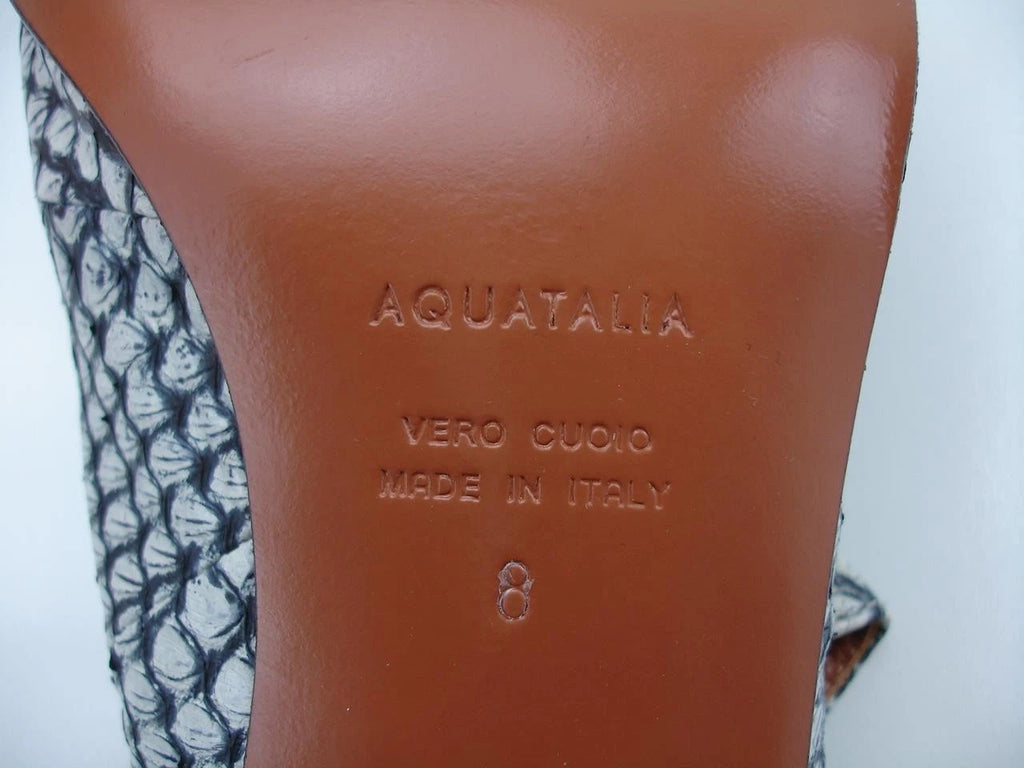 AQUATALIA
VERO CUOIO
MADE IN ITALY
8